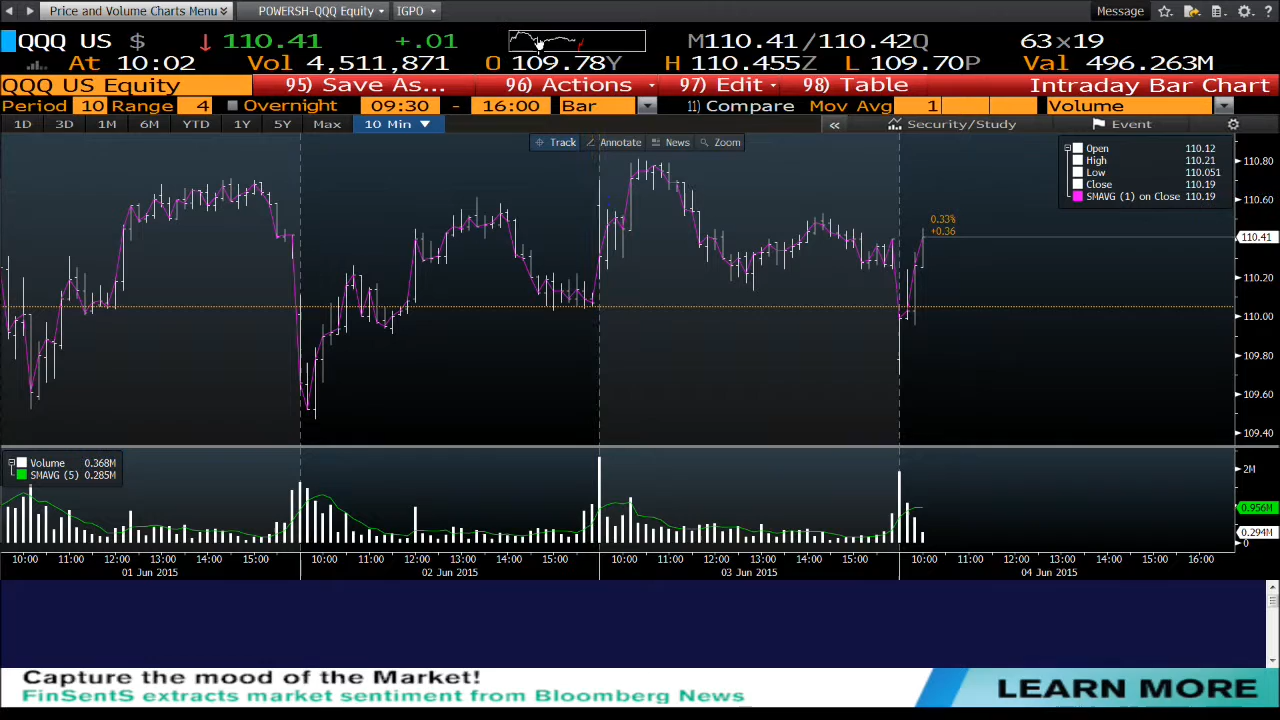 Price and Volume Charts Menu POWERSH-QQQ Equity IGPO Message
QQQ US $ 110.41 +.01 M110.41/110.42Q 63×19
At 10:02 Vol 4,511,871 O 109.78Y H 110.455Z L 109.70P Val 496.263M
QQQ US Equity 95) Save As... 96) Actions 97) Edit 98) Table Intraday Bar Chart
Period 10 Range 4 Overnight 09:30 - 16:00 Bar 11) Compare Mov Avg 1 Volume
1D 3D 1M 6M YTD 1Y 5Y Max 10 Min « Security/Study Event
Track Annotate News Zoom
Open 110.12
High 110.21
Low 110.051
Close 110.19
SMAVG (1) on Close 110.19
110.80
110.60
0.33%
+0.36
110.41
110.20
110.00
109.80
109.60
109.40
Volume 0.368M
SMAVG (5) 0.285M
2M
0.956M
0.294M
0
10:00 11:00 12:00 13:00 14:00 15:00 10:00 11:00 12:00 13:00 14:00 15:00 10:00 11:00 12:00 13:00 14:00 15:00 10:00 11:00 12:00 13:00 14:00 15:00 16:00
01 Jun 2015 02 Jun 2015 03 Jun 2015 04 Jun 2015
Capture the mood of the Market!
FinSentS extracts market sentiment from Bloomberg News
LEARN MORE